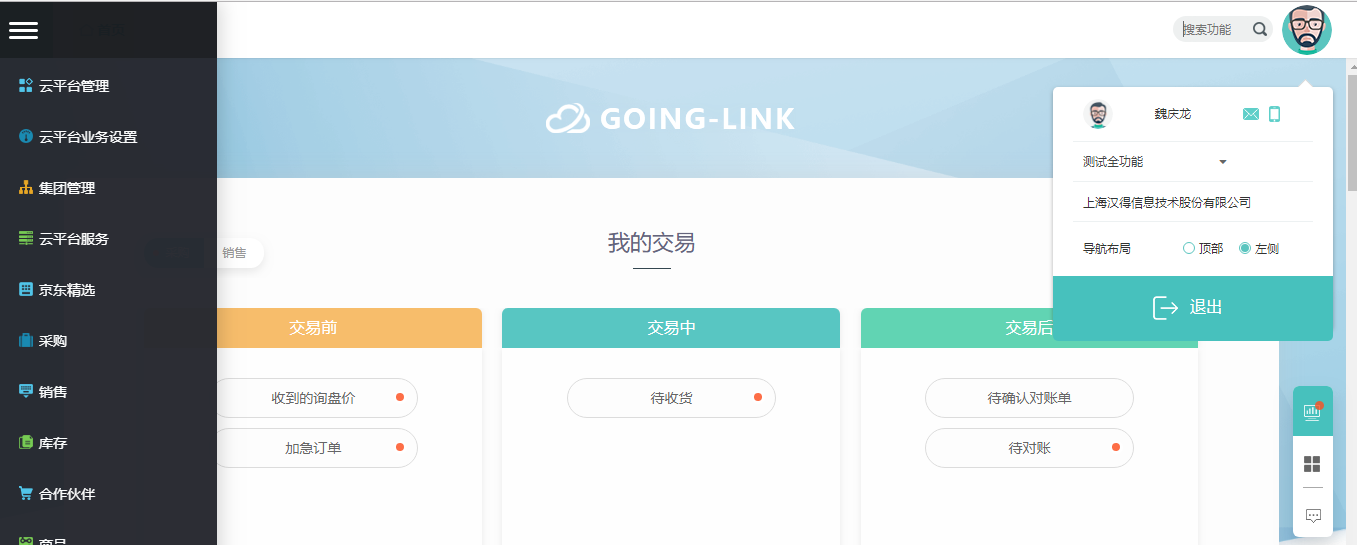 搜索功能
云平台管理
云平台业务设置
集团管理
云平台服务
京东精选
采购
销售
库存
合作伙伴
GOING-LINK
魏庆龙
测试全功能
上海汉得信息技术股份有限公司
导航布局 顶部 左侧
退出
销售
我的交易
交易前
收到的询盘价
加急订单
交易中
待收货
交易后
待确认对账单
待对账